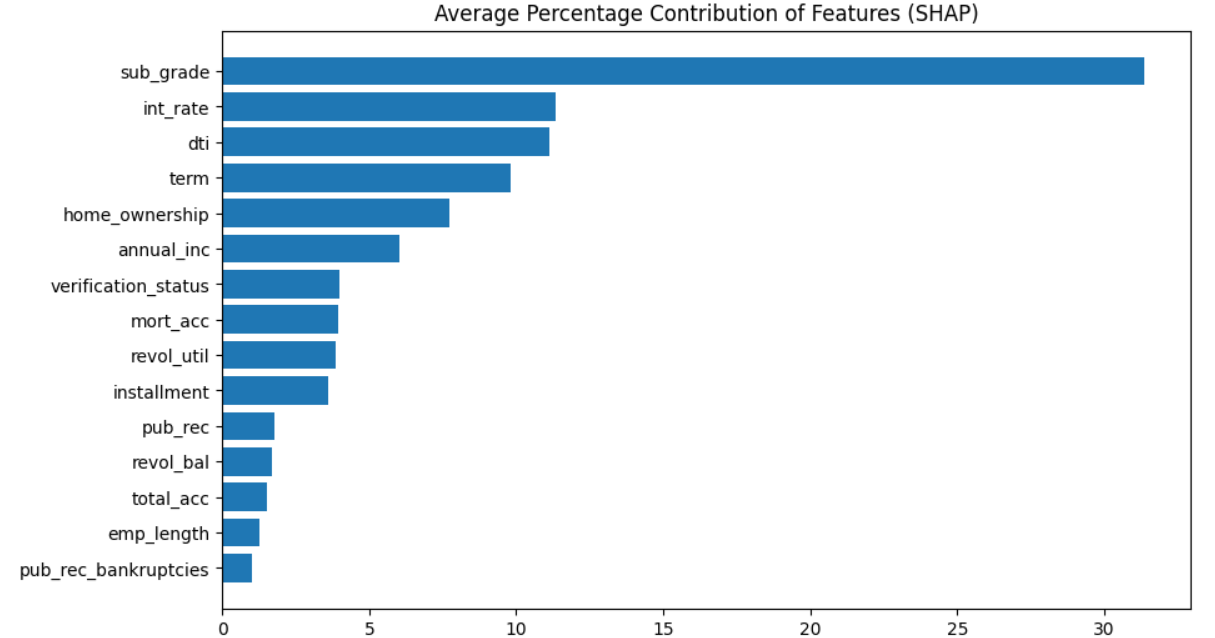 Average Percentage Contribution of Features (SHAP)
sub_grade
int_rate
dti
term
home_ownership
annual_inc
verification_status
mort_acc
revol_util
installment
pub_rec
revol_bal
total_acc
emp_length
pub_rec_bankruptcies
0 5 10 15 20 25 30